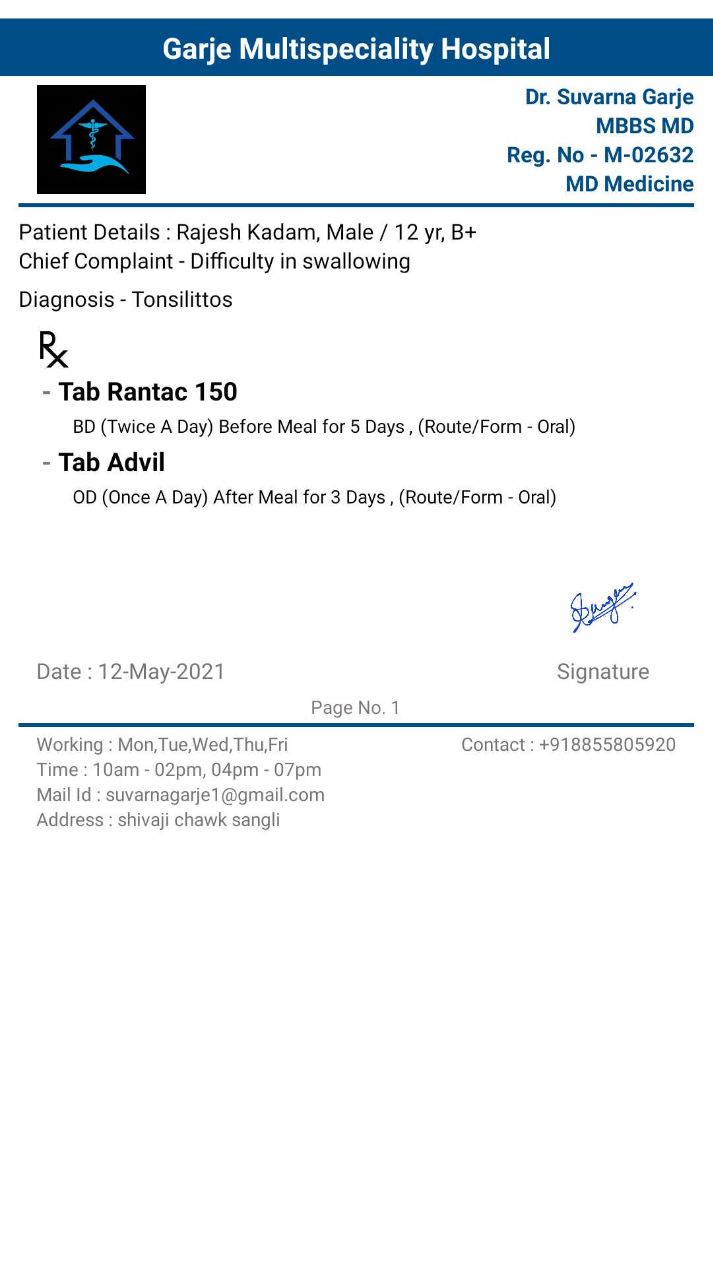 Garje Multispeciality Hospital
Dr. Suvarna Garje
MBBS MD
Reg. No - M-02632
MD Medicine
Patient Details : Rajesh Kadam, Male / 12 yr, B+
Chief Complaint - Difficulty in swallowing
Diagnosis - Tonsilittos
℞
- Tab Rantac 150
BD (Twice A Day) Before Meal for 5 Days , (Route/Form - Oral)
- Tab Advil
OD (Once A Day) After Meal for 3 Days , (Route/Form - Oral)
Date : 12-May-2021
Signature
Page No. 1
Working : Mon,Tue,Wed,Thu,Fri
Contact : +918855805920
Time : 10am - 02pm, 04pm - 07pm
Mail Id : suvarnagarje1@gmail.com
Address : shivaji chawk sangli